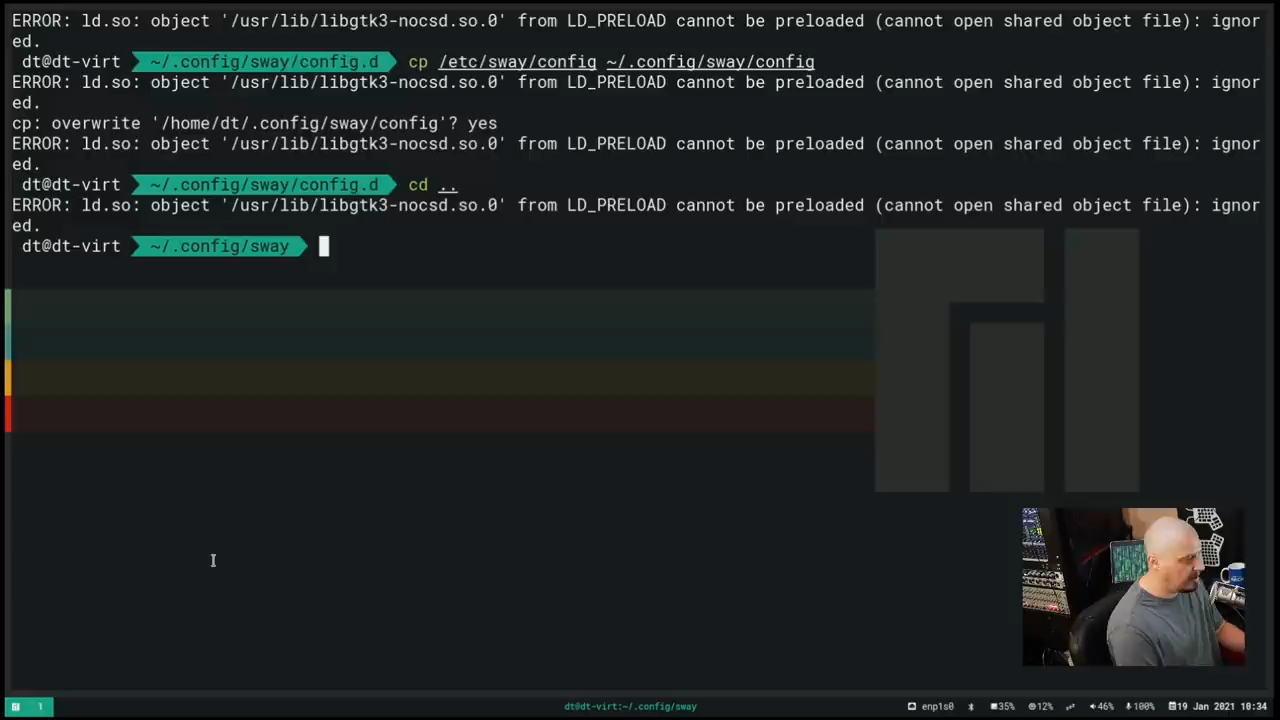 ERROR: ld.so: object '/usr/lib/libgtk3-nocsd.so.0' from LD_PRELOAD cannot be preloaded (cannot open shared object file): ignor
ed.
dt@dt-virt ~/.config/sway/config.d cp /etc/sway/config ~/.config/sway/config
ERROR: ld.so: object '/usr/lib/libgtk3-nocsd.so.0' from LD_PRELOAD cannot be preloaded (cannot open shared object file): ignor
ed.
cp: overwrite '/home/dt/.config/sway/config'? yes
ERROR: ld.so: object '/usr/lib/libgtk3-nocsd.so.0' from LD_PRELOAD cannot be preloaded (cannot open shared object file): ignor
ed.
dt@dt-virt ~/.config/sway/config.d cd ..
ERROR: ld.so: object '/usr/lib/libgtk3-nocsd.so.0' from LD_PRELOAD cannot be preloaded (cannot open shared object file): ignor
ed.
dt@dt-virt ~/.config/sway
1 dt@dt-virt:~/.config/sway enp1s0 35% 12% 46% 100% 19 Jan 2021 10:34